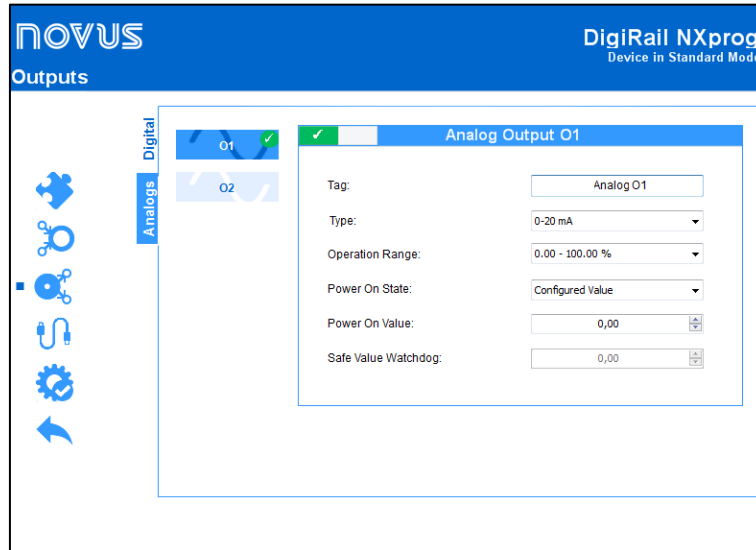 novus
DigiRail NXprog
Device in Standard Mode
Outputs
Digital
Analogs
O1
O2
Analog Output O1
Tag:
Analog O1
Type:
0-20 mA
Operation Range:
0.00 - 100.00 %
Power On State:
Configured Value
Power On Value:
0,00
Safe Value Watchdog:
0,00